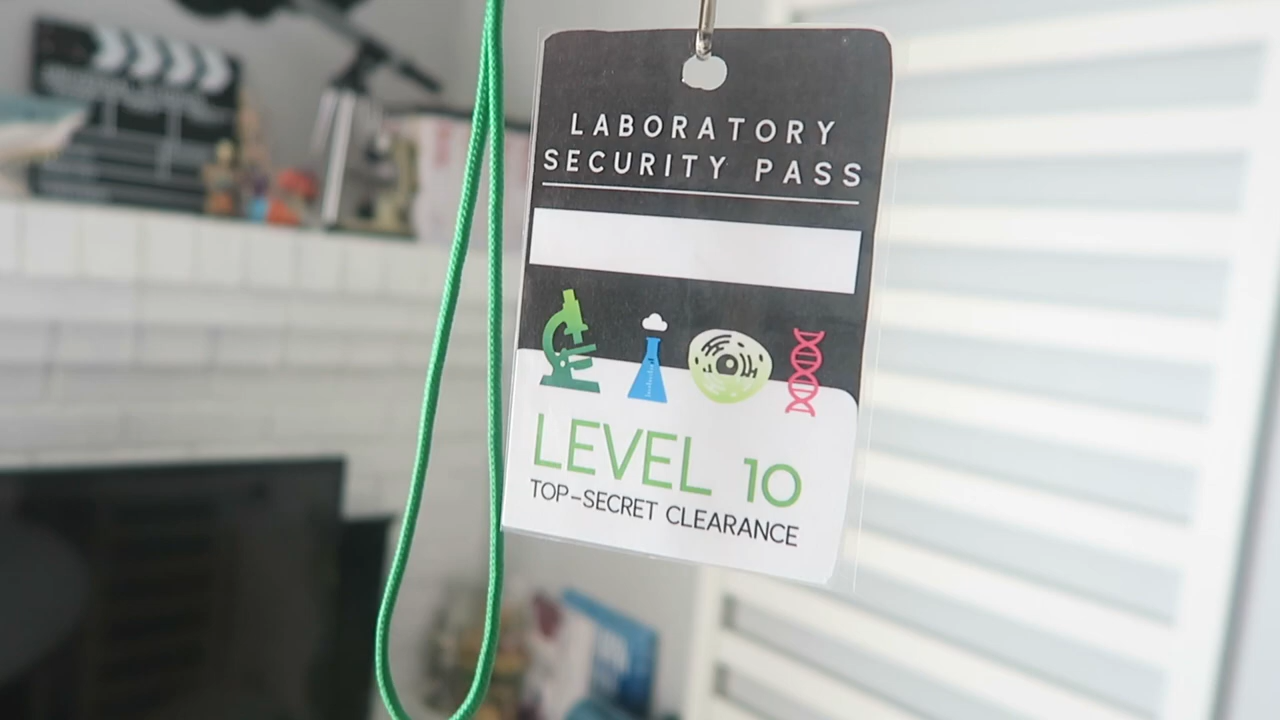 LABORATORY
SECURITY PASS
LEVEL 10
TOP-SECRET CLEARANCE